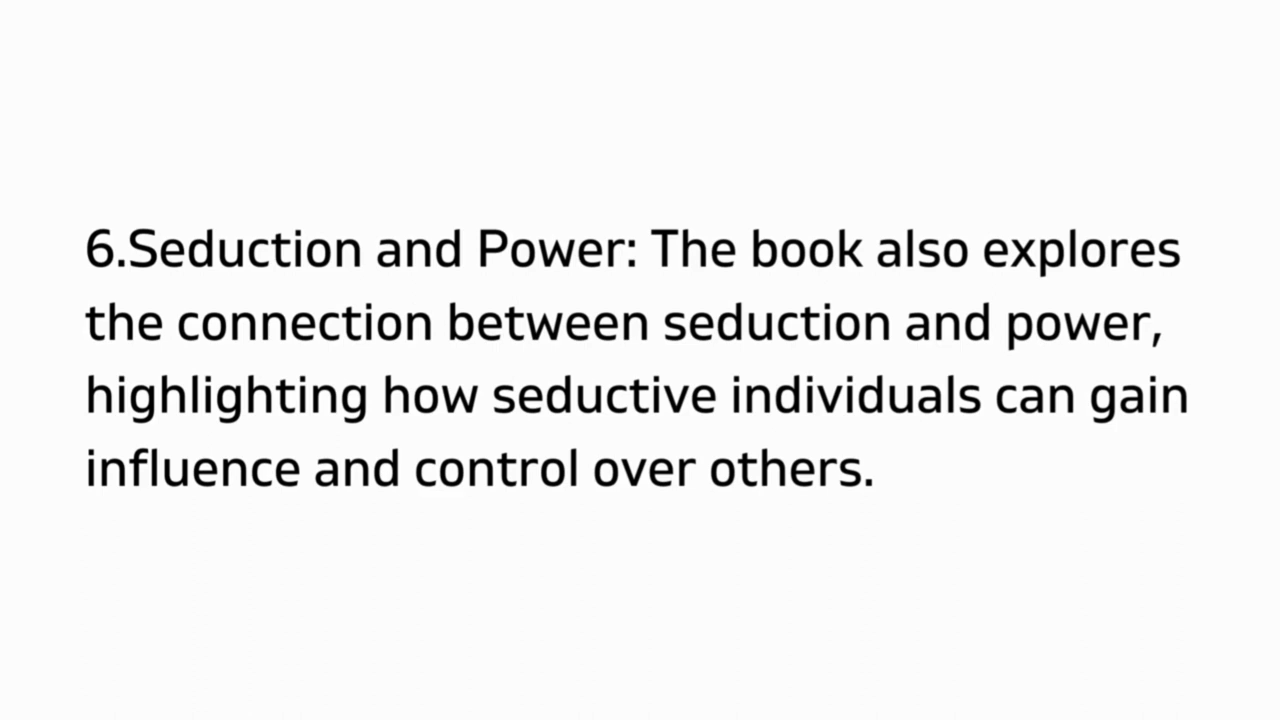 6.Seduction and Power: The book also explores
the connection between seduction and power,
highlighting how seductive individuals can gain
influence and control over others.